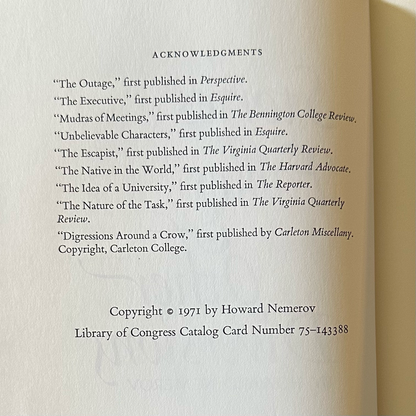 ACKNOWLEDGMENTS
“The Outage,” first published in Perspective.
“The Executive,” first published in Esquire.
“Mudras of Meetings,” first published in The Bennington College Review.
“Unbelievable Characters,” first published in Esquire.
“The Escapist,” first published in The Virginia Quarterly Review.
“The Native in the World,” first published in The Harvard Advocate.
“The Idea of a University,” first published in The Reporter.
“The Nature of the Task,” first published in The Virginia Quarterly
Review.
“Digressions Around a Crow,” first published by Carleton Miscellany.
Copyright, Carleton College.
Copyright © 1971 by Howard Nemerov
Library of Congress Catalog Card Number 75–143388